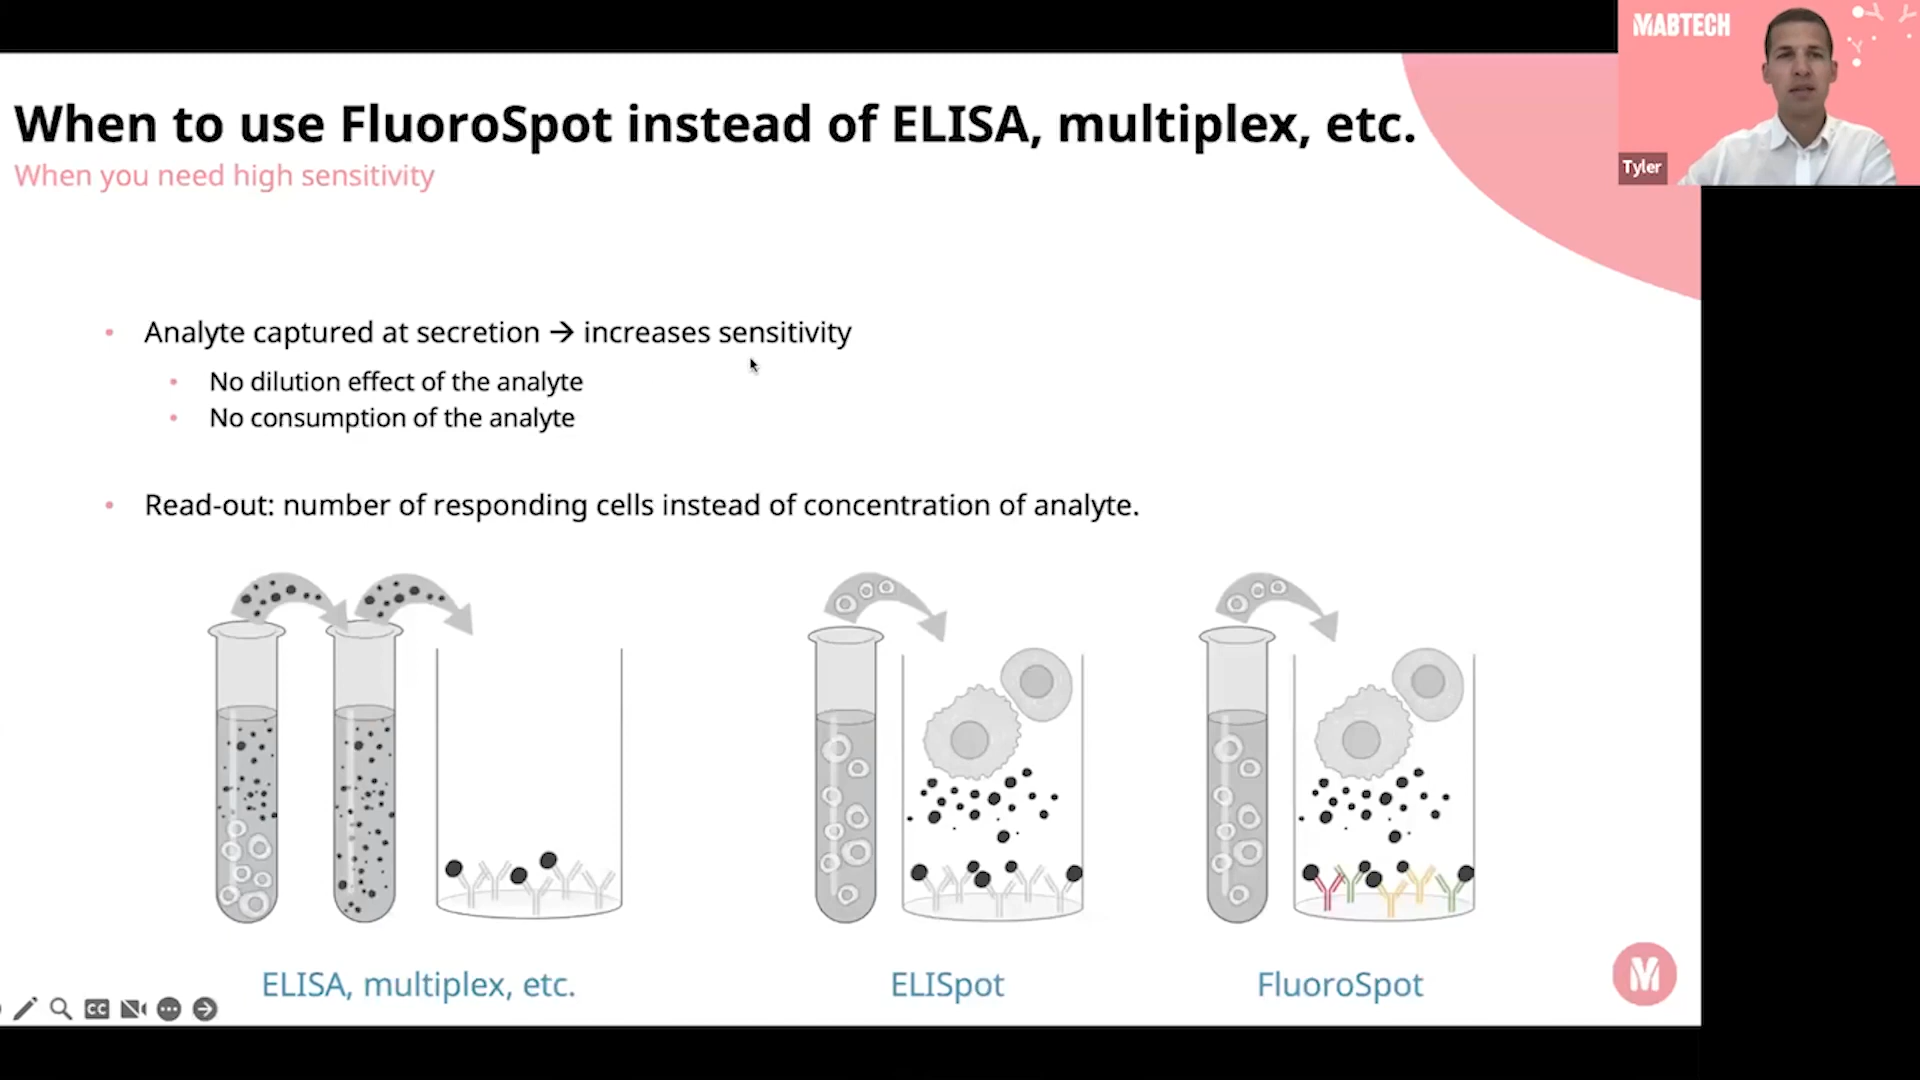 MABTECH
Tyler
When to use FluoroSpot instead of ELISA, multiplex, etc.
When you need high sensitivity
• Analyte captured at secretion → increases sensitivity
• No dilution effect of the analyte
• No consumption of the analyte
• Read-out: number of responding cells instead of concentration of analyte.
ELISA, multiplex, etc.
ELISpot
FluoroSpot
CC
M